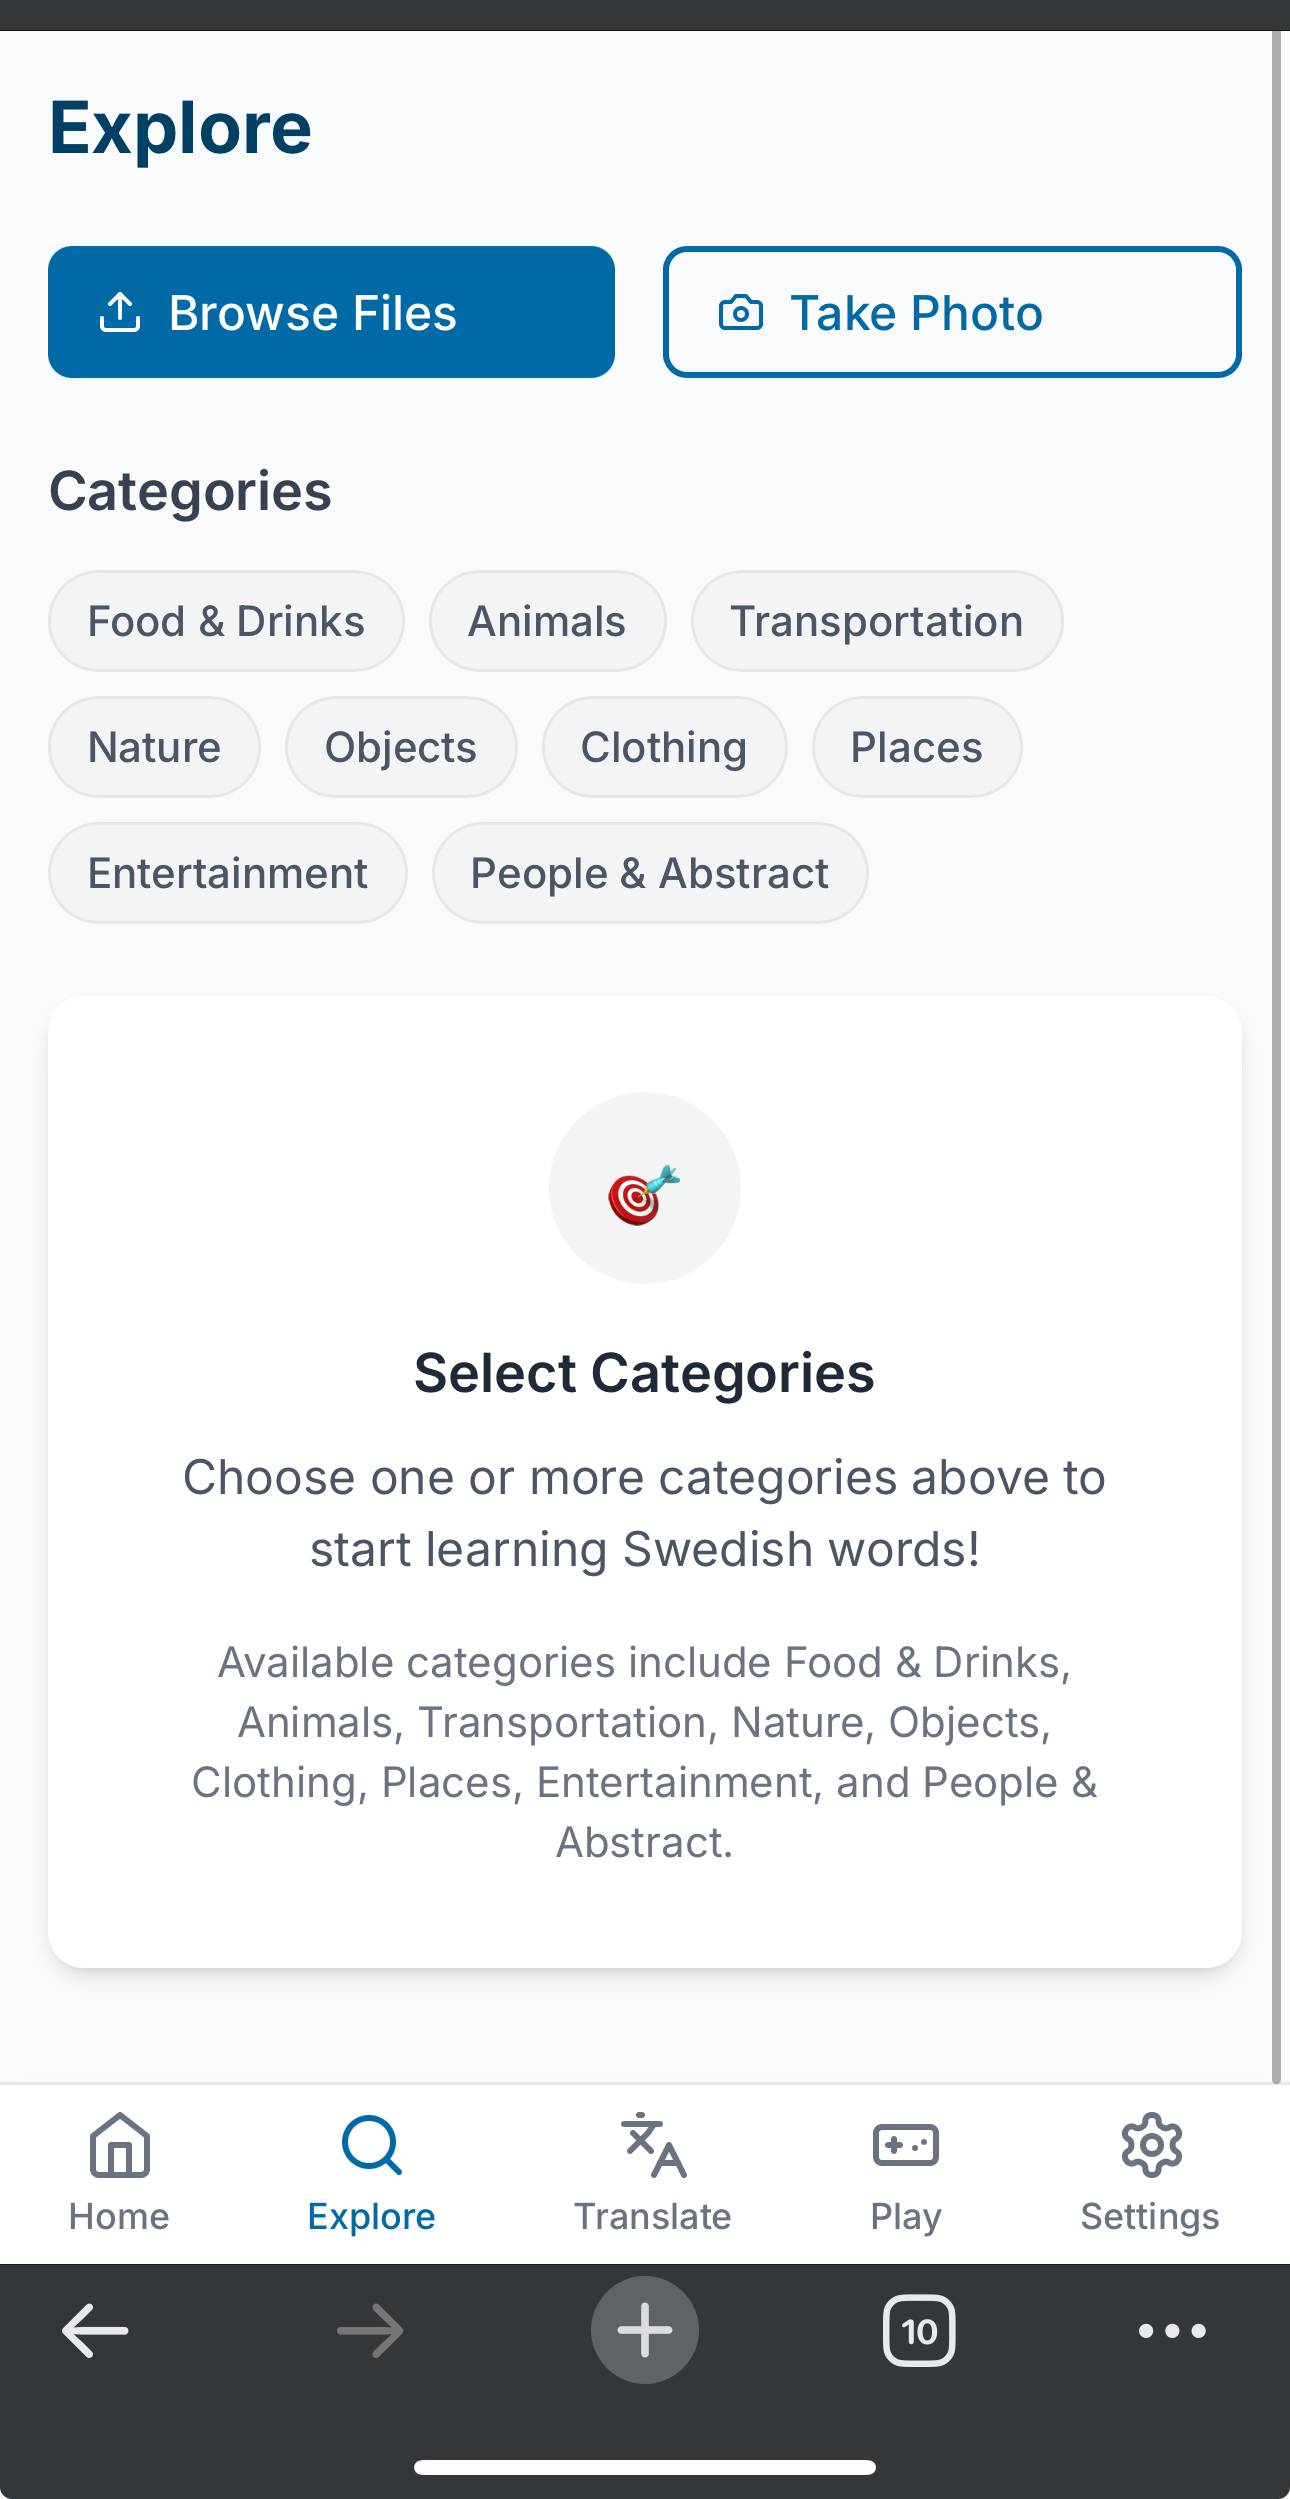 Explore
Browse Files
Take Photo
Categories
Food & Drinks
Animals
Transportation
Nature
Objects
Clothing
Places
Entertainment
People & Abstract
Select Categories
Choose one or more categories above to
start learning Swedish words!
Available categories include Food & Drinks,
Animals, Transportation, Nature, Objects,
Clothing, Places, Entertainment, and People &
Abstract.
Home
Explore
Translate
Play
Settings
10